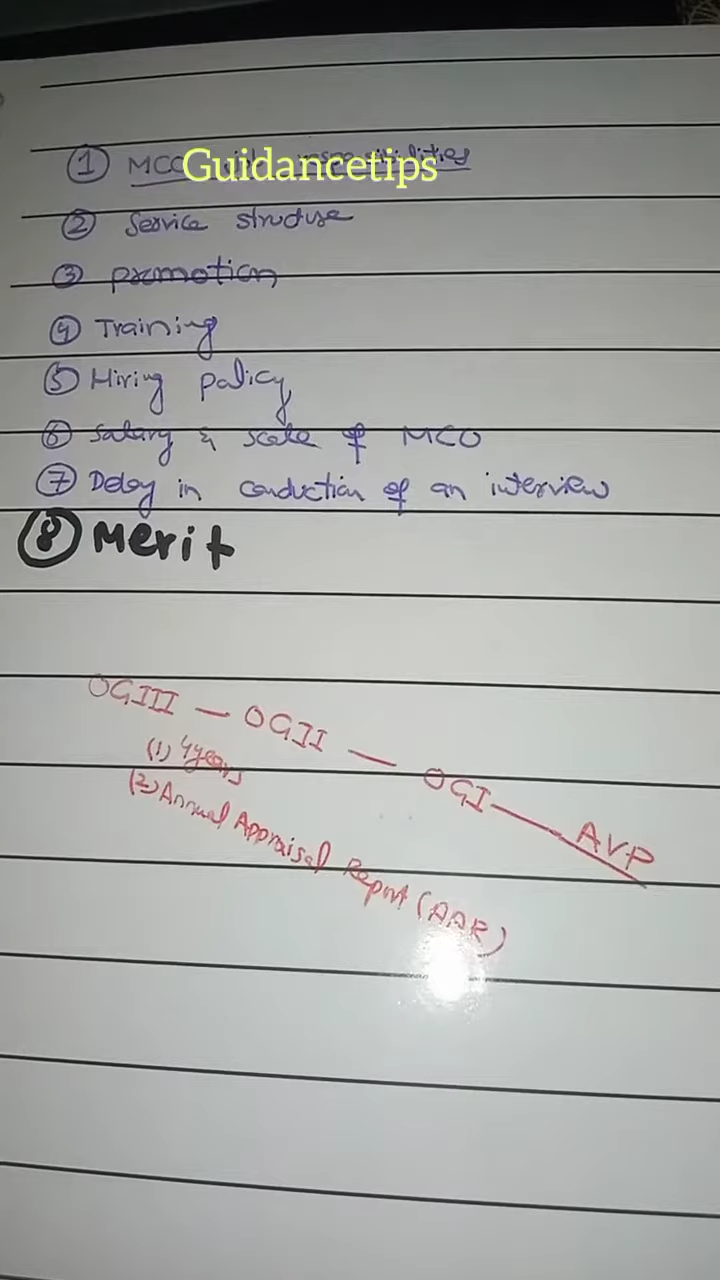 ① MCO responsibilities
Guidancetips
② Service structure
③ promotion
④ Training
⑤ Hiring policy
⑥ Salary & scale of MCO
⑦ Delay in conduction of an interview
⑧ Merit
OGIII — OGII — OGI — AVP
(1) 4years
(2) Annual Appraisal Report (AAR)